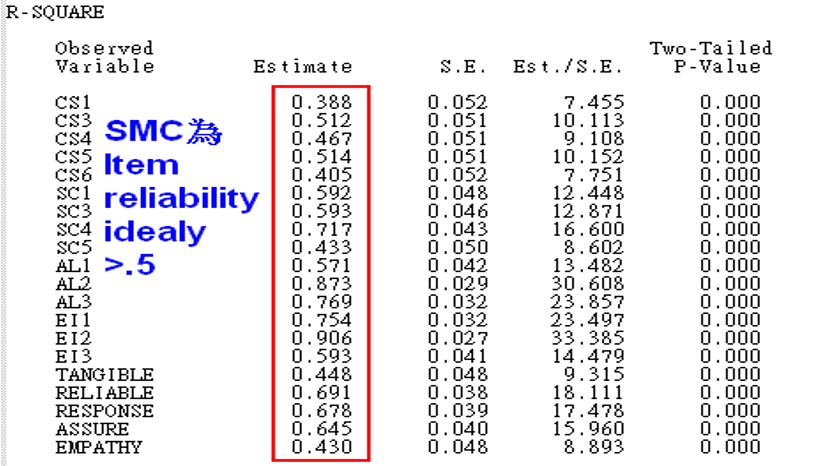 R-SQUARE
Observed Two-Tailed
Variable Estimate S.E. Est./S.E. P-Value
CS1 0.388 0.052 7.455 0.000
CS3 0.512 0.051 10.113 0.000
CS4 0.467 0.051 9.108 0.000
CS5 0.514 0.051 10.152 0.000
CS6 0.405 0.052 7.751 0.000
SC1 0.592 0.048 12.448 0.000
SC3 0.593 0.046 12.871 0.000
SC4 0.717 0.043 16.600 0.000
SC5 0.433 0.050 8.602 0.000
AL1 0.571 0.042 13.482 0.000
AL2 0.873 0.029 30.608 0.000
AL3 0.769 0.032 23.857 0.000
EI1 0.754 0.032 23.497 0.000
EI2 0.906 0.027 33.385 0.000
EI3 0.593 0.041 14.479 0.000
TANGIBLE 0.448 0.048 9.315 0.000
RELIABLE 0.691 0.038 18.111 0.000
RESPONSE 0.678 0.039 17.478 0.000
ASSURE 0.645 0.040 15.960 0.000
EMPATHY 0.430 0.048 8.893 0.000
SMC為
Item
reliability
idealy
>.5